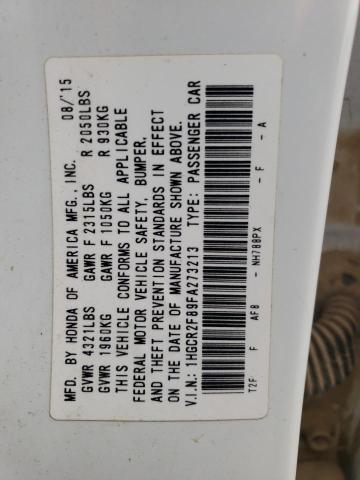 MFD. BY HONDA OF AMERICA MFG., INC. 08/'15
GVWR 4321LBS GAWR F 2315LBS R 2050LBS
GVWR 1960KG GAWR F 1050KG R 930KG
THIS VEHICLE CONFORMS TO ALL APPLICABLE
FEDERAL MOTOR VEHICLE SAFETY, BUMPER,
AND THEFT PREVENTION STANDARDS IN EFFECT
ON THE DATE OF MANUFACTURE SHOWN ABOVE.
V.I.N.: 1HGCR2F89FA273213 TYPE: PASSENGER CAR
T2F F AF8 - NH788PX - F - A